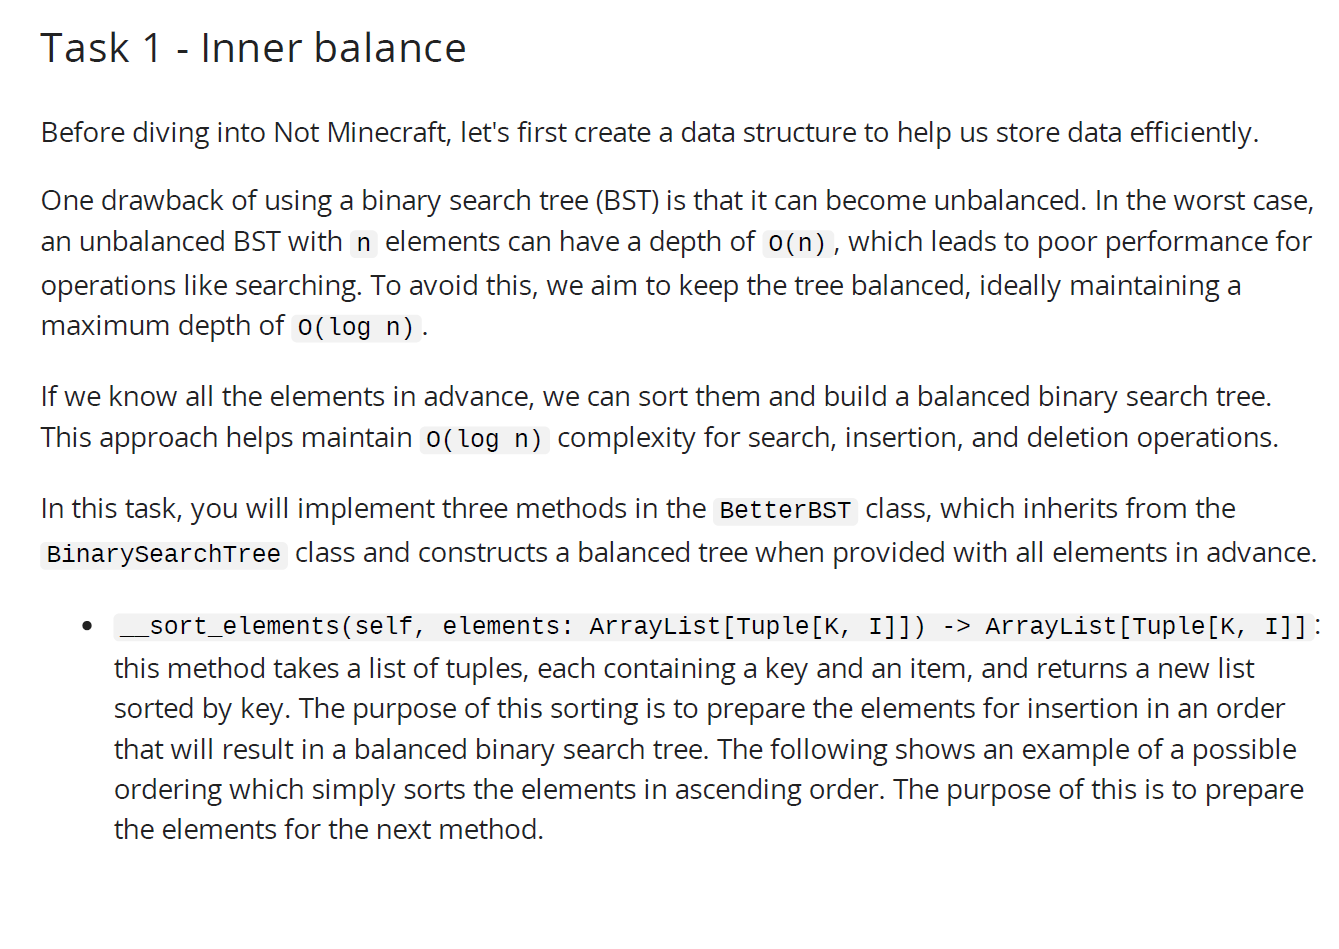 Task 1 - Inner balance
Before diving into Not Minecraft, let's first create a data structure to help us store data efficiently.
One drawback of using a binary search tree (BST) is that it can become unbalanced. In the worst case,
an unbalanced BST with n elements can have a depth of O(n), which leads to poor performance for
operations like searching. To avoid this, we aim to keep the tree balanced, ideally maintaining a
maximum depth of O(log n).
If we know all the elements in advance, we can sort them and build a balanced binary search tree.
This approach helps maintain O(log n) complexity for search, insertion, and deletion operations.
In this task, you will implement three methods in the BetterBST class, which inherits from the
BinarySearchTree class and constructs a balanced tree when provided with all elements in advance.
• __sort_elements(self, elements: ArrayList[Tuple[K, I]]) -> ArrayList[Tuple[K, I]]:
this method takes a list of tuples, each containing a key and an item, and returns a new list
sorted by key. The purpose of this sorting is to prepare the elements for insertion in an order
that will result in a balanced binary search tree. The following shows an example of a possible
ordering which simply sorts the elements in ascending order. The purpose of this is to prepare
the elements for the next method.